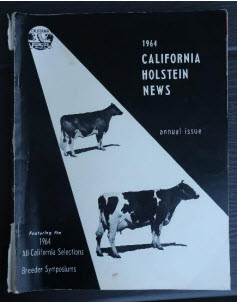 1964
CALIFORNIA
HOLSTEIN
NEWS
annual issue
Featuring the
1964
All-California Selections
Breeder Symposiums